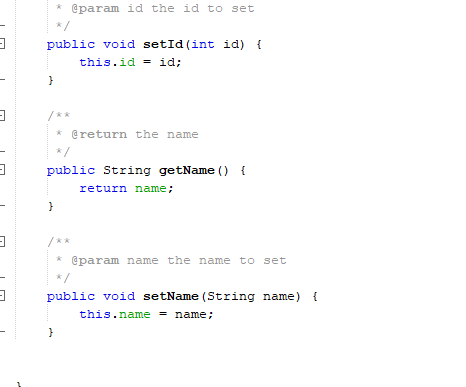 * @param id the id to set
*/
public void setId(int id) {
this.id = id;
}
/**
* @return the name
*/
public String getName() {
return name;
}
/**
* @param name the name to set
*/
public void setName(String name) {
this.name = name;
}
}